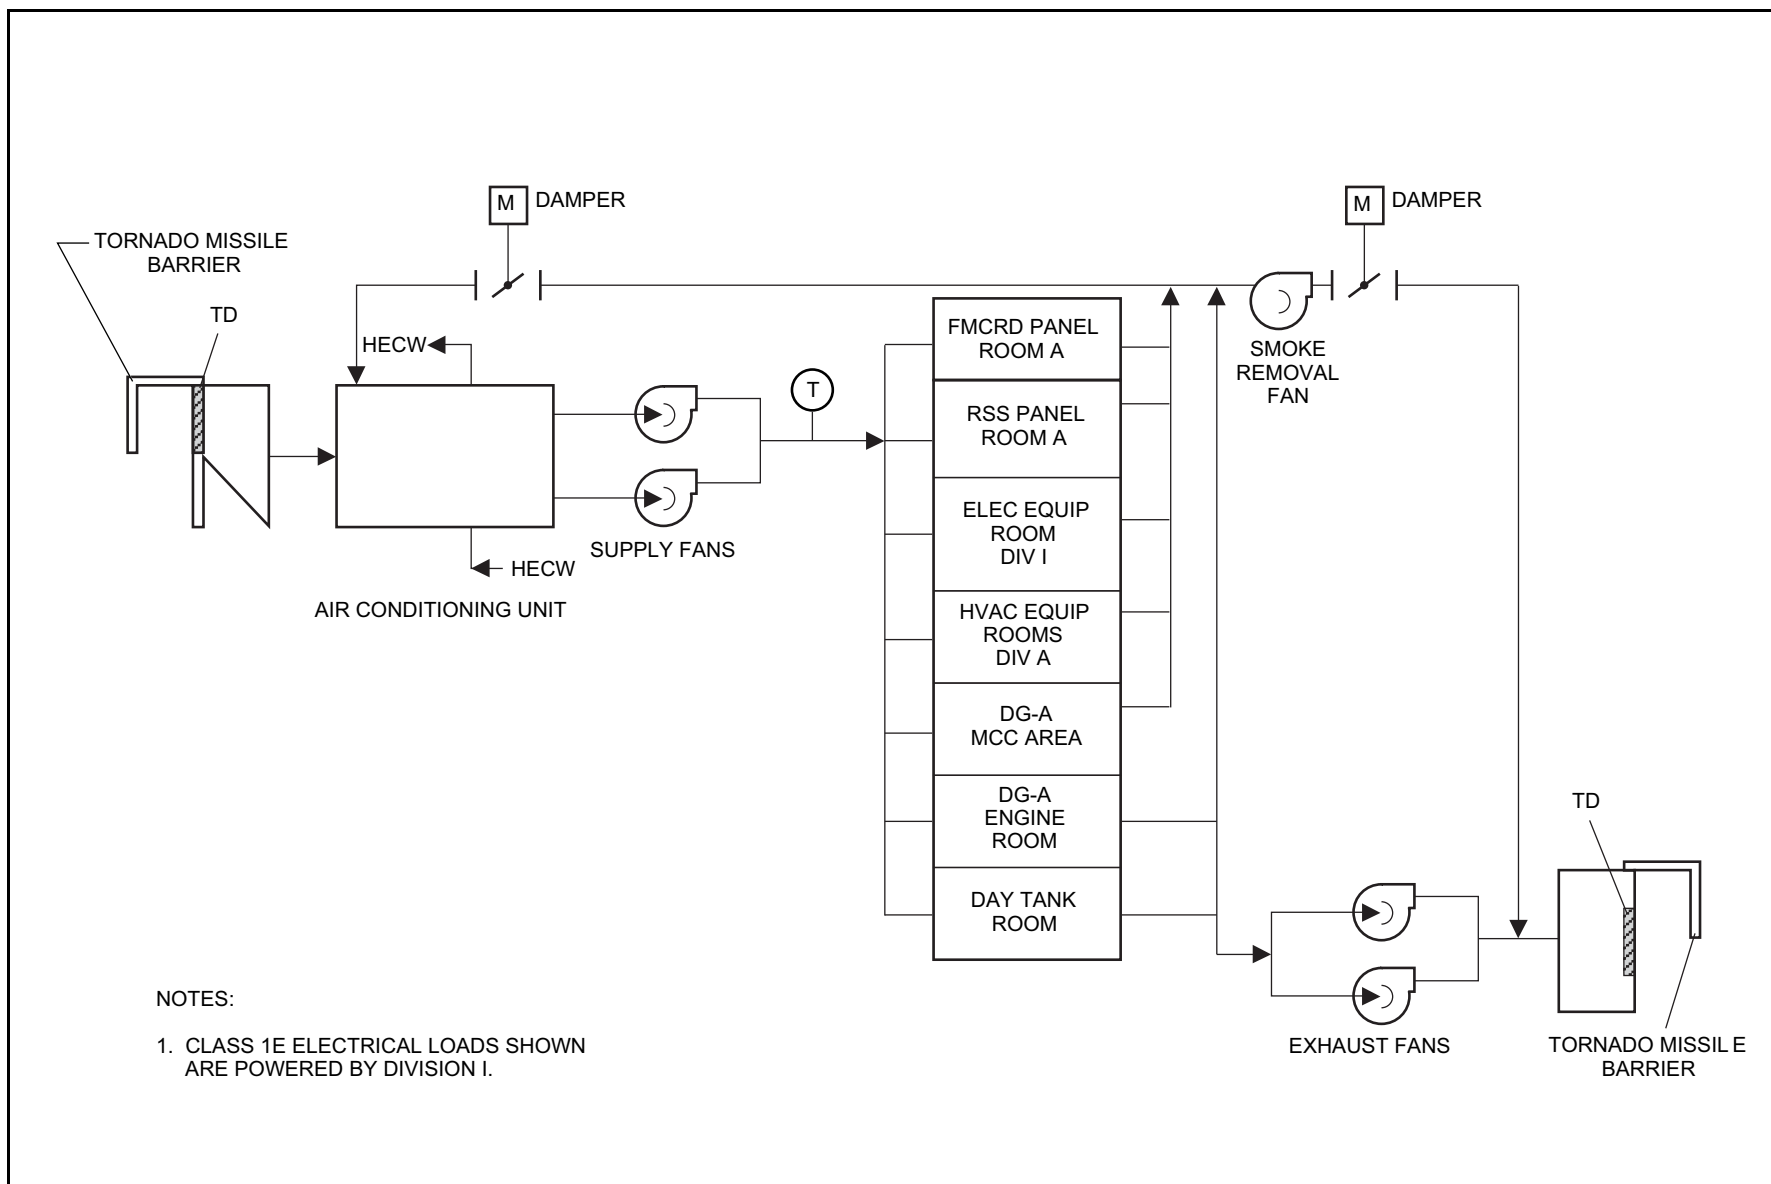 M DAMPER
M DAMPER
TORNADO MISSILE
BARRIER
TD
HECW
FMCRD PANEL
ROOM A
SMOKE
REMOVAL
FAN
T
RSS PANEL
ROOM A
SUPPLY FANS
HECW
AIR CONDITIONING UNIT
ELEC EQUIP
ROOM
DIV I
HVAC EQUIP
ROOMS
DIV A
DG-A
MCC AREA
DG-A
ENGINE
ROOM
DAY TANK
ROOM
TD
EXHAUST FANS
TORNADO MISSIL E
BARRIER
NOTES:
1. CLASS 1E ELECTRICAL LOADS SHOWN
ARE POWERED BY DIVISION I.